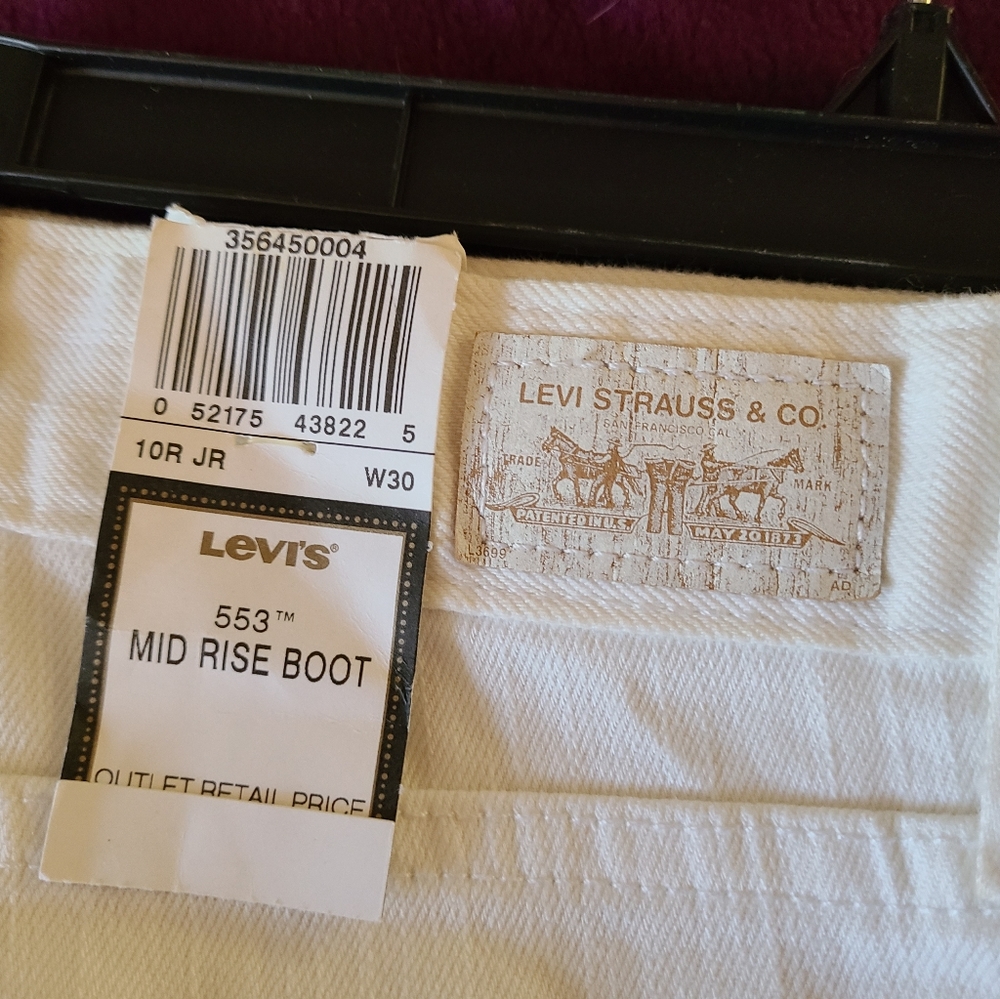 356450004
0 52175 43822 5
10R JR
W30
LEVI'S®
553™
MID RISE BOOT
OUTLET RETAIL PRICE
LEVI STRAUSS & CO.
SAN FRANCISCO CAL
TRADE MARK
PATENTED IN U.S. MAY 20 1873
L3699
AD